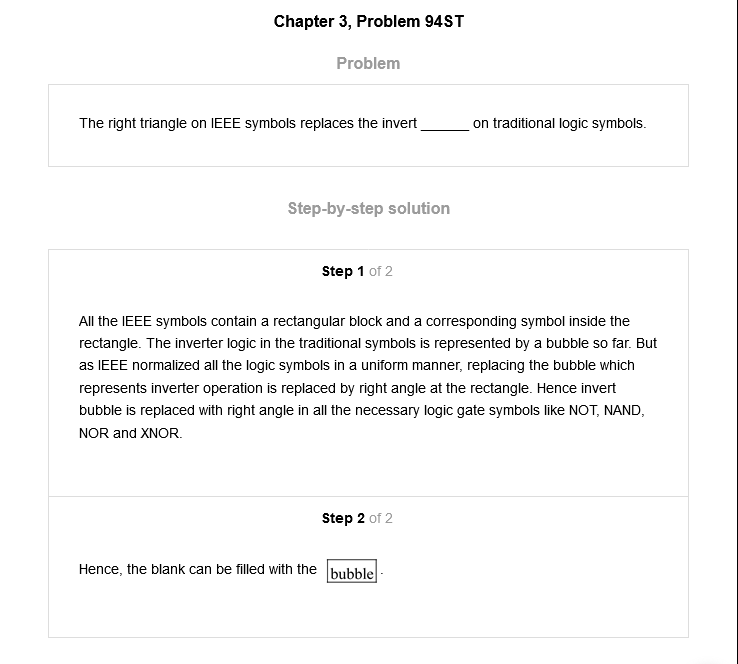 Chapter 3, Problem 94ST
Problem
The right triangle on IEEE symbols replaces the invert ______ on traditional logic symbols.
Step-by-step solution
Step 1 of 2
All the IEEE symbols contain a rectangular block and a corresponding symbol inside the
rectangle. The inverter logic in the traditional symbols is represented by a bubble so far. But
as IEEE normalized all the logic symbols in a uniform manner, replacing the bubble which
represents inverter operation is replaced by right angle at the rectangle. Hence invert
bubble is replaced with right angle in all the necessary logic gate symbols like NOT, NAND,
NOR and XNOR.
Step 2 of 2
Hence, the blank can be filled with the bubble.